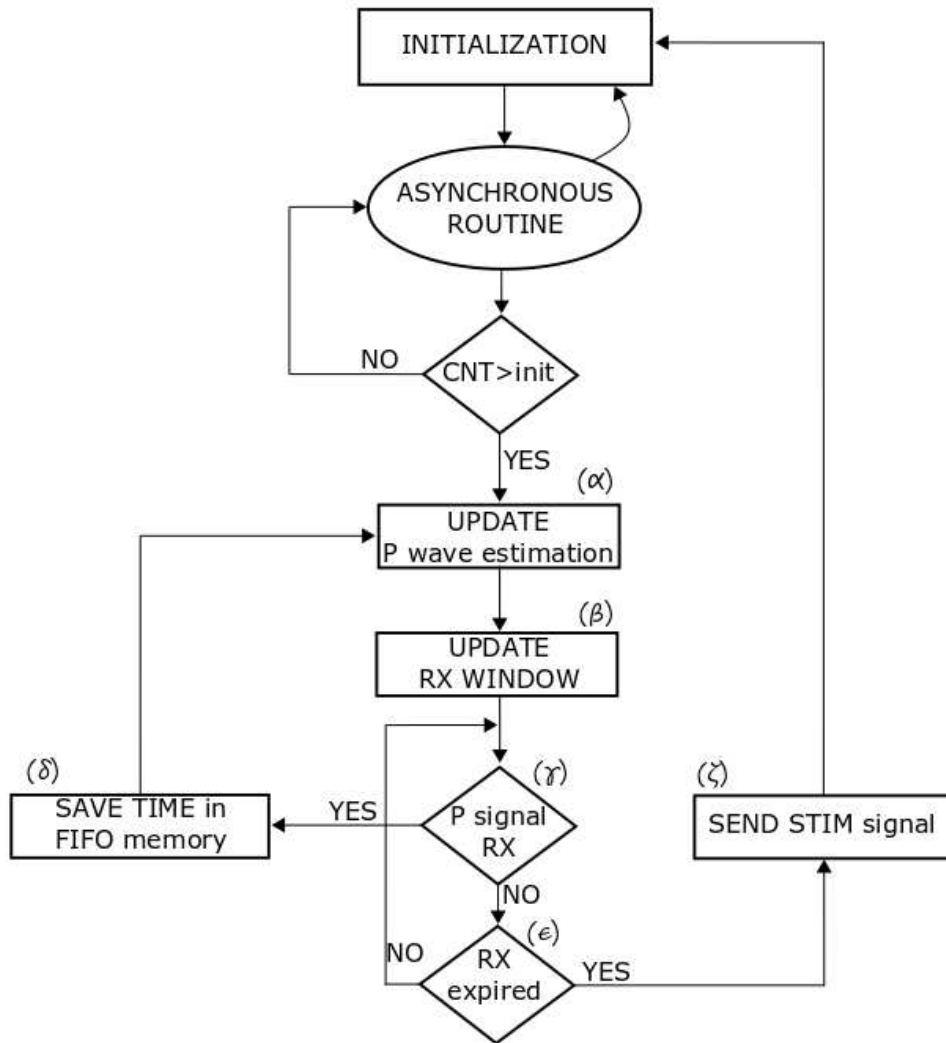 INITIALIZATION
ASYNCHRONOUS
ROUTINE
NO
CNT>init
YES
(α)
UPDATE
P wave estimation
(β)
UPDATE
RX WINDOW
(δ)
SAVE TIME in
FIFO memory
YES
(γ)
P signal
RX
(ζ)
SEND STIM signal
NO
(ϵ)
NO
RX
expired
YES